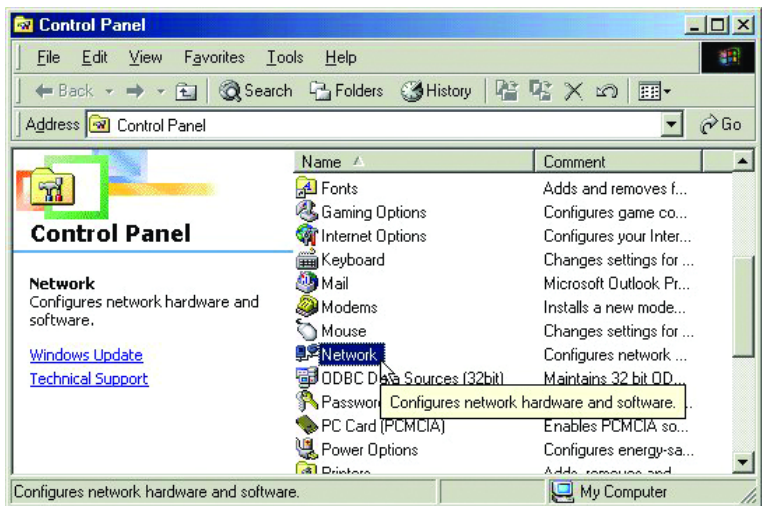 Control Panel
File Edit View Favorites Tools Help
Back Search Folders History
Address Control Panel Go
Control Panel
Network
Configures network hardware and
software.
Windows Update
Technical Support
Name Comment
Fonts Adds and removes f...
Gaming Options Configures game co...
Internet Options Configures your Inter...
Keyboard Changes settings for ...
Mail Microsoft Outlook Pr...
Modems Installs a new mode...
Mouse Changes settings for ...
Network Configures network ...
ODBC Data Sources (32bit) Maintains 32 bit OD...
Configures network hardware and software.
PC Card (PCMCIA) Enables PCMCIA so...
Power Options Configures energy-sa...
Printers Adds, removes and
Configures network hardware and software. My Computer